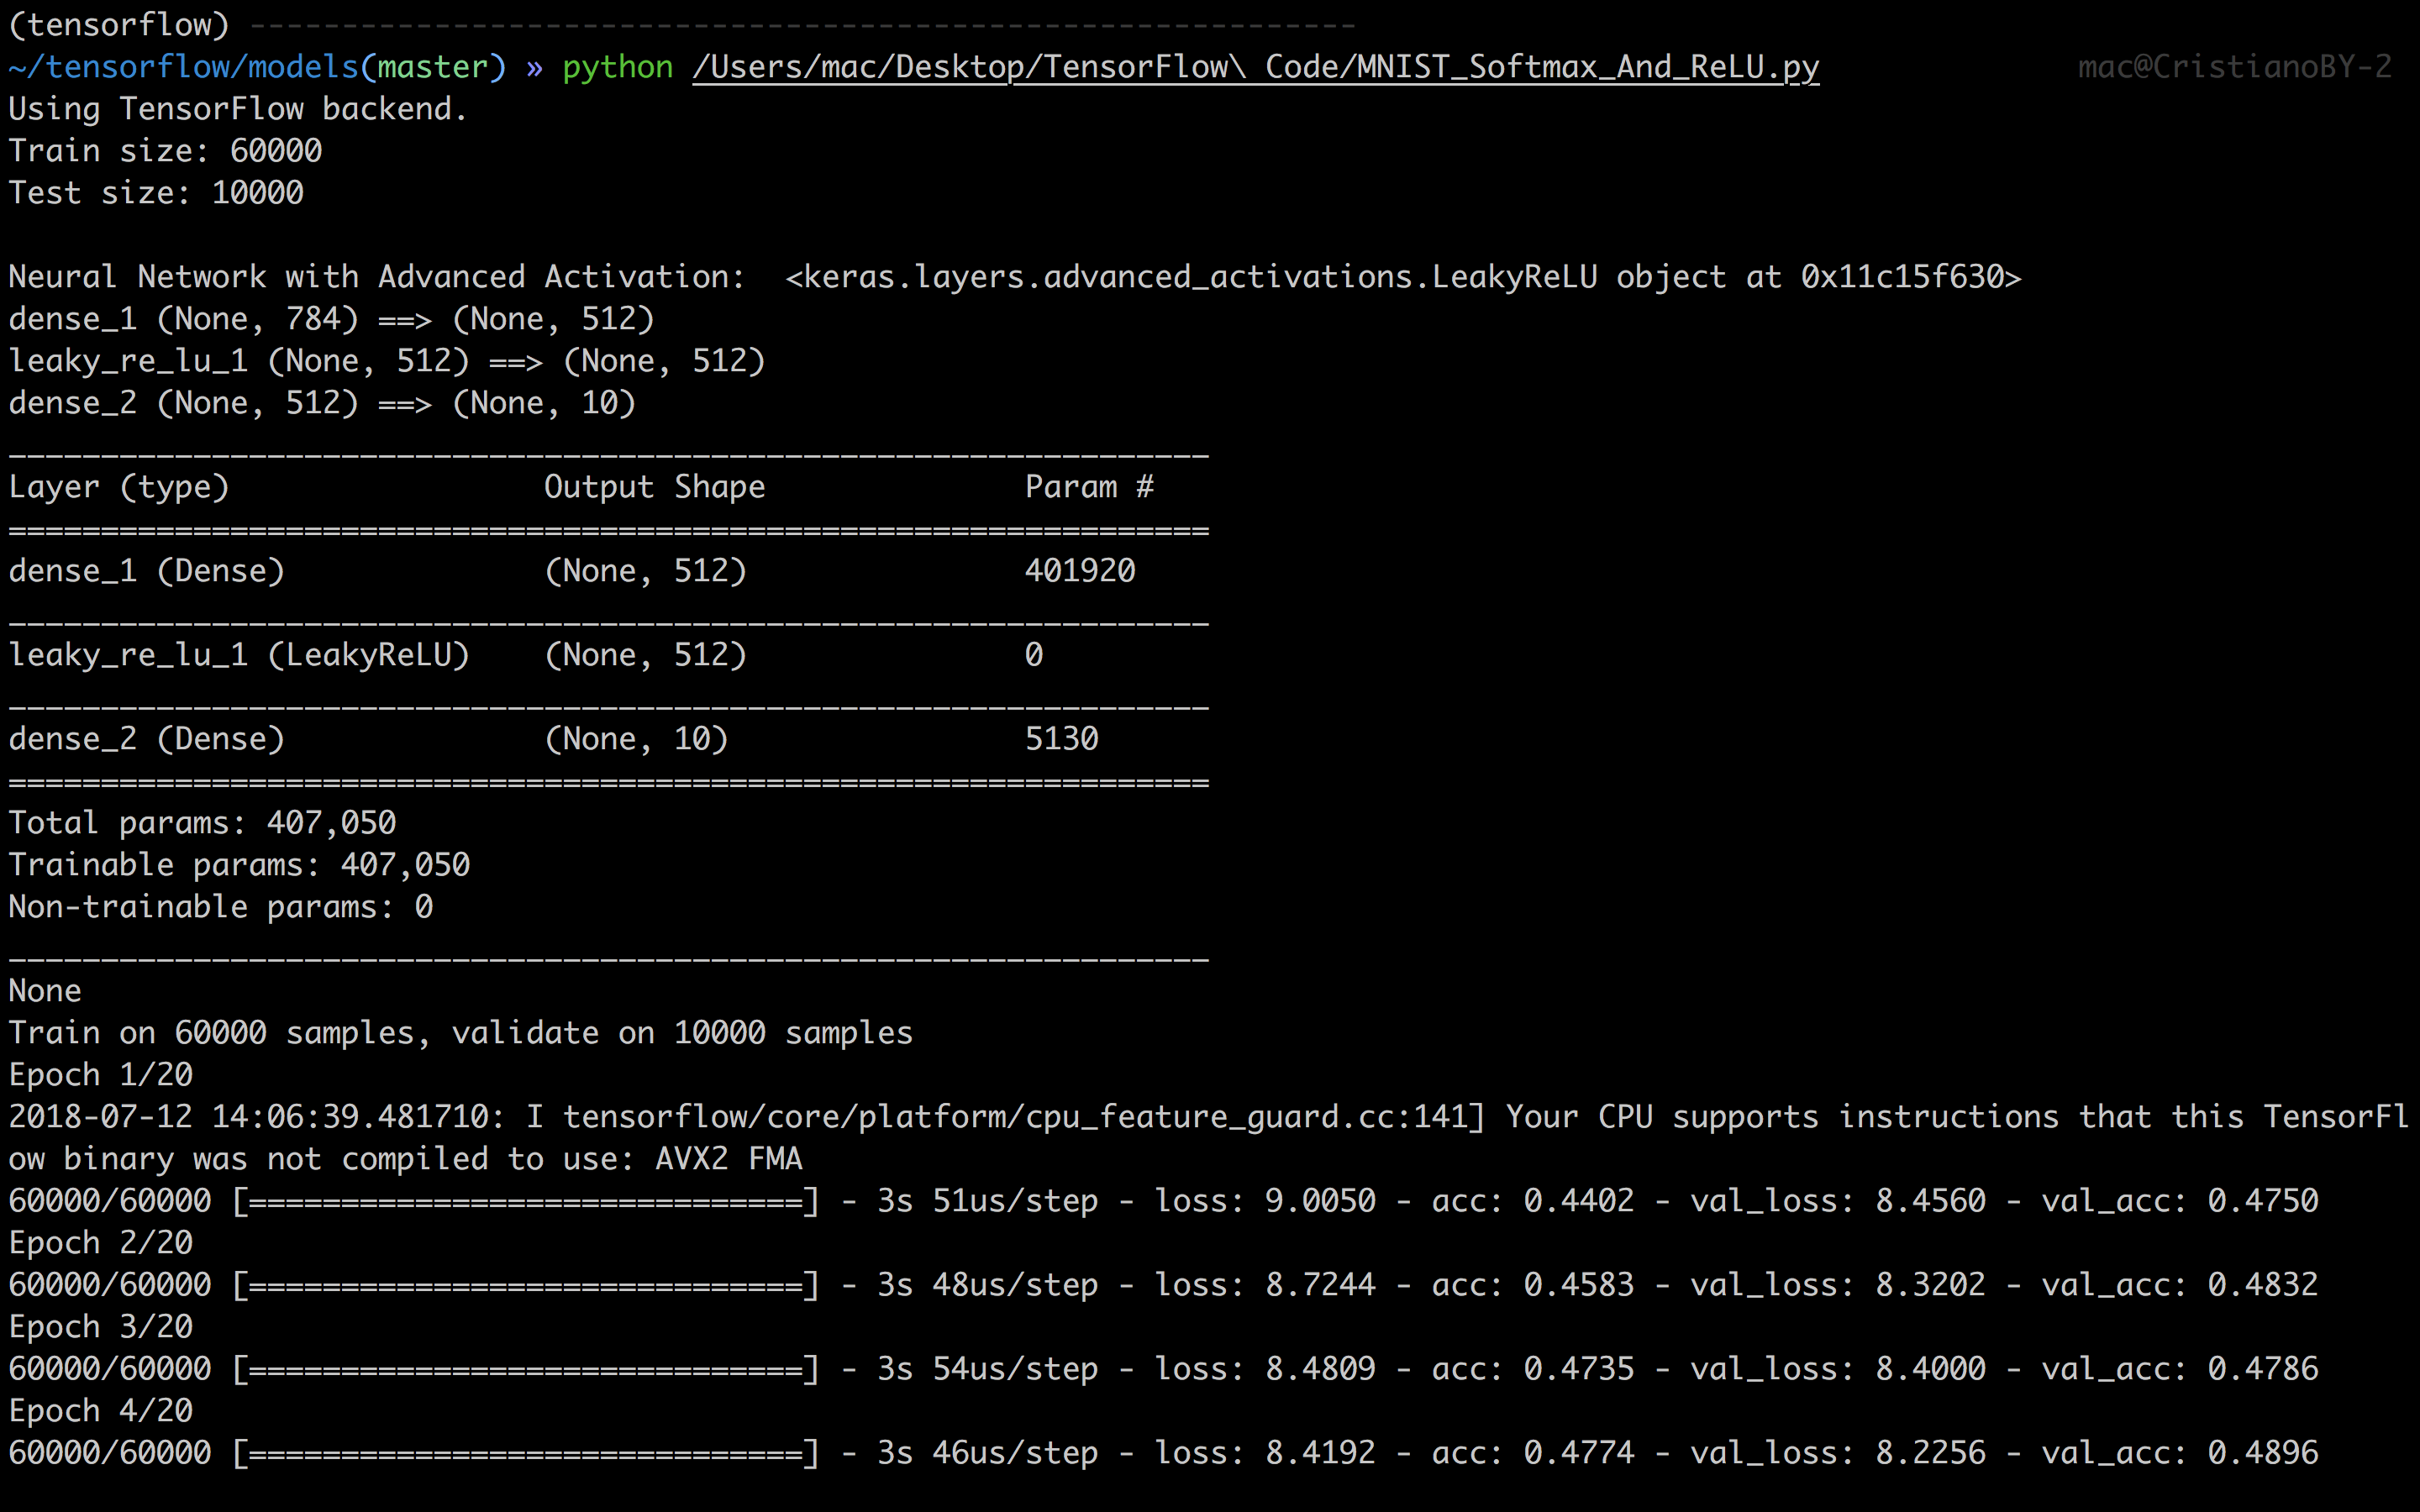 (tensorflow) ------------------------------------------------------------
~/tensorflow/models(master) » python /Users/mac/Desktop/TensorFlow\ Code/MNIST_Softmax_And_ReLU.py mac@CristianoBY-2
Using TensorFlow backend.
Train size: 60000
Test size: 10000

Neural Network with Advanced Activation:  <keras.layers.advanced_activations.LeakyReLU object at 0x11c15f630>
dense_1 (None, 784) ==> (None, 512)
leaky_re_lu_1 (None, 512) ==> (None, 512)
dense_2 (None, 512) ==> (None, 10)
_________________________________________________________________
Layer (type)                 Output Shape              Param #
=================================================================
dense_1 (Dense)              (None, 512)               401920
_________________________________________________________________
leaky_re_lu_1 (LeakyReLU)    (None, 512)               0
_________________________________________________________________
dense_2 (Dense)              (None, 10)                5130
=================================================================
Total params: 407,050
Trainable params: 407,050
Non-trainable params: 0
_________________________________________________________________
None
Train on 60000 samples, validate on 10000 samples
Epoch 1/20
2018-07-12 14:06:39.481710: I tensorflow/core/platform/cpu_feature_guard.cc:141] Your CPU supports instructions that this TensorFl
ow binary was not compiled to use: AVX2 FMA
60000/60000 [==============================] - 3s 51us/step - loss: 9.0050 - acc: 0.4402 - val_loss: 8.4560 - val_acc: 0.4750
Epoch 2/20
60000/60000 [==============================] - 3s 48us/step - loss: 8.7244 - acc: 0.4583 - val_loss: 8.3202 - val_acc: 0.4832
Epoch 3/20
60000/60000 [==============================] - 3s 54us/step - loss: 8.4809 - acc: 0.4735 - val_loss: 8.4000 - val_acc: 0.4786
Epoch 4/20
60000/60000 [==============================] - 3s 46us/step - loss: 8.4192 - acc: 0.4774 - val_loss: 8.2256 - val_acc: 0.4896